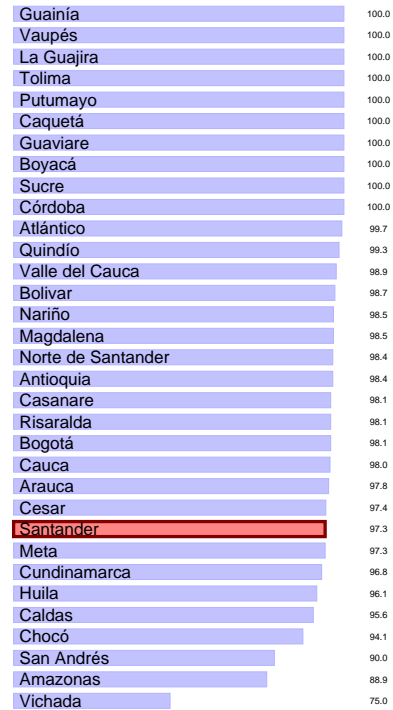 Guainía 100.0
Vaupés 100.0
La Guajira 100.0
Tolima 100.0
Putumayo 100.0
Caquetá 100.0
Guaviare 100.0
Boyacá 100.0
Sucre 100.0
Córdoba 100.0
Atlántico 99.7
Quindío 99.3
Valle del Cauca 98.9
Bolivar 98.7
Nariño 98.5
Magdalena 98.5
Norte de Santander 98.4
Antioquia 98.4
Casanare 98.1
Risaralda 98.1
Bogotá 98.1
Cauca 98.0
Arauca 97.8
Cesar 97.4
Santander 97.3
Meta 97.3
Cundinamarca 96.8
Huila 96.1
Caldas 95.6
Chocó 94.1
San Andrés 90.0
Amazonas 88.9
Vichada 75.0